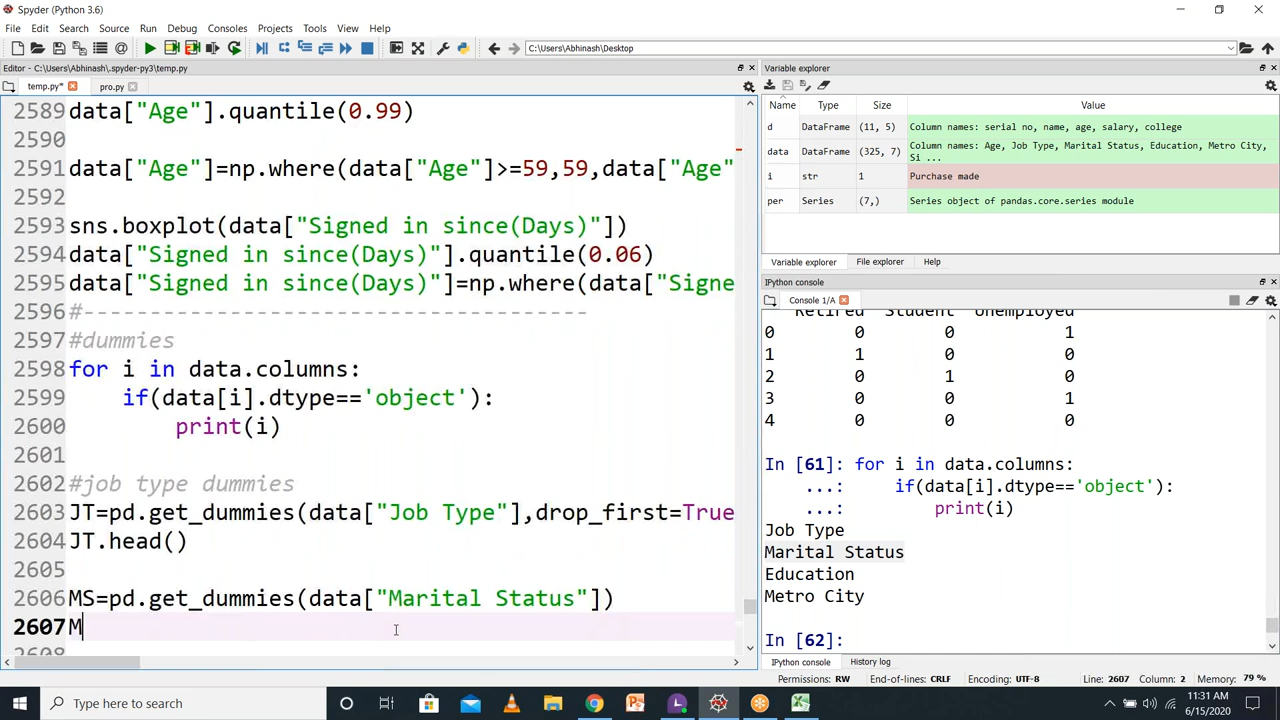 Spyder (Python 3.6)
File Edit Search Source Run Debug Consoles Projects Tools View Help
C:\Users\Abhinash\Desktop
Editor - C:\Users\Abhinash\.spyder-py3\temp.py
temp.py* pro.py
2589 data["Age"].quantile(0.99)
2590
2591 data["Age"]=np.where(data["Age"]>=59,59,data["Age"
2592
2593 sns.boxplot(data["Signed in since(Days)"])
2594 data["Signed in since(Days)"].quantile(0.06)
2595 data["Signed in since(Days)"]=np.where(data["Signe
2596 #--------------------------------------
2597 #dummies
2598 for i in data.columns:
2599     if(data[i].dtype=='object'):
2600         print(i)
2601
2602 #job type dummies
2603 JT=pd.get_dummies(data["Job Type"],drop_first=True
2604 JT.head()
2605
2606 MS=pd.get_dummies(data["Marital Status"])
2607 M
2608
Variable explorer
Name Type Size Value
d DataFrame (11, 5) Column names: serial no, name, age, salary, college
data DataFrame (325, 7) Column names: Age, Job Type, Marital Status, Education, Metro City,
Si ...
i str 1 Purchase made
per Series (7,) Series object of pandas.core.series module
Variable explorer File explorer Help
IPython console
Console 1/A
Retired Student Unemployed
0 0 0 1
1 1 0 0
2 0 1 0
3 0 0 1
4 0 0 0
In [61]: for i in data.columns:
...:     if(data[i].dtype=='object'):
...:         print(i)
Job Type
Marital Status
Education
Metro City
In [62]:
IPython console History log
Permissions: RW End-of-lines: CRLF Encoding: UTF-8 Line: 2607 Column: 2 Memory: 79 %
Type here to search
11:31 AM
6/15/2020